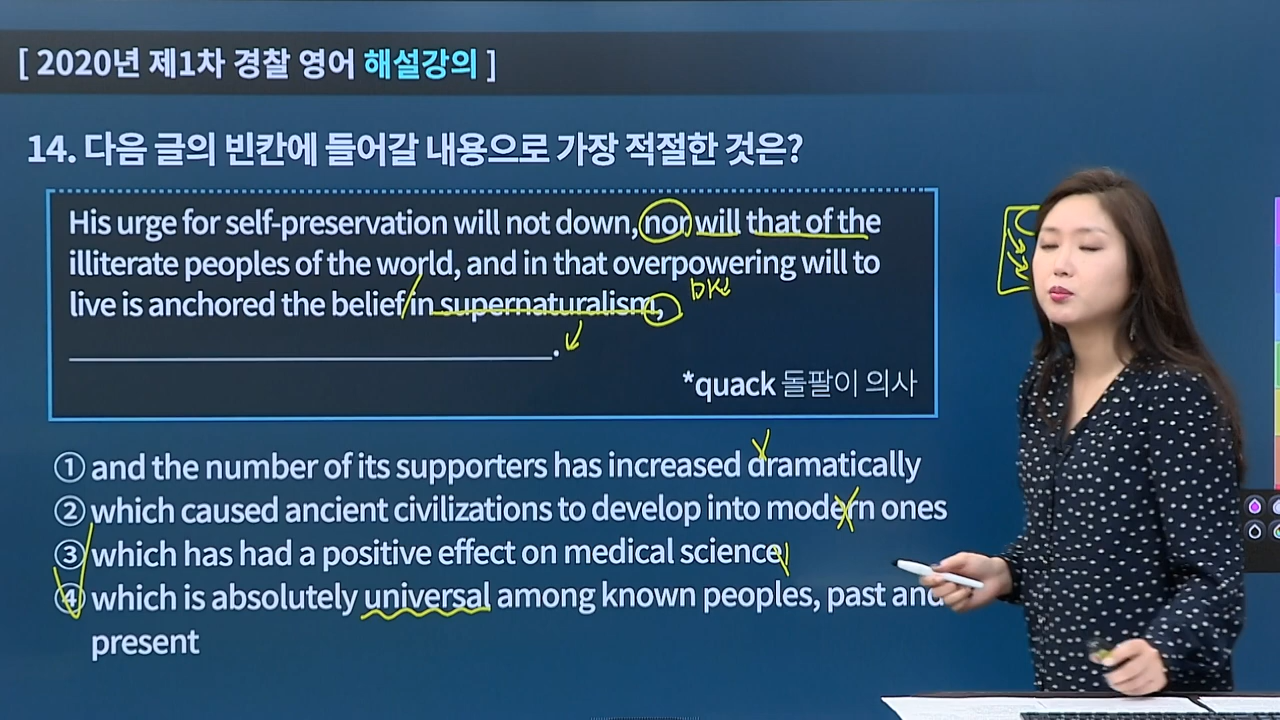 [ 2020년 제1차 경찰 영어 해설강의 ]
14. 다음 글의 빈칸에 들어갈 내용으로 가장 적절한 것은?
His urge for self-preservation will not down, nor will that of the
illiterate peoples of the world, and in that overpowering will to
live is anchored the belief in supernaturalism,
.
*quack 돌팔이 의사
① and the number of its supporters has increased dramatically
② which caused ancient civilizations to develop into modern ones
③ which has had a positive effect on medical science
④ which is absolutely universal among known peoples, past and
present